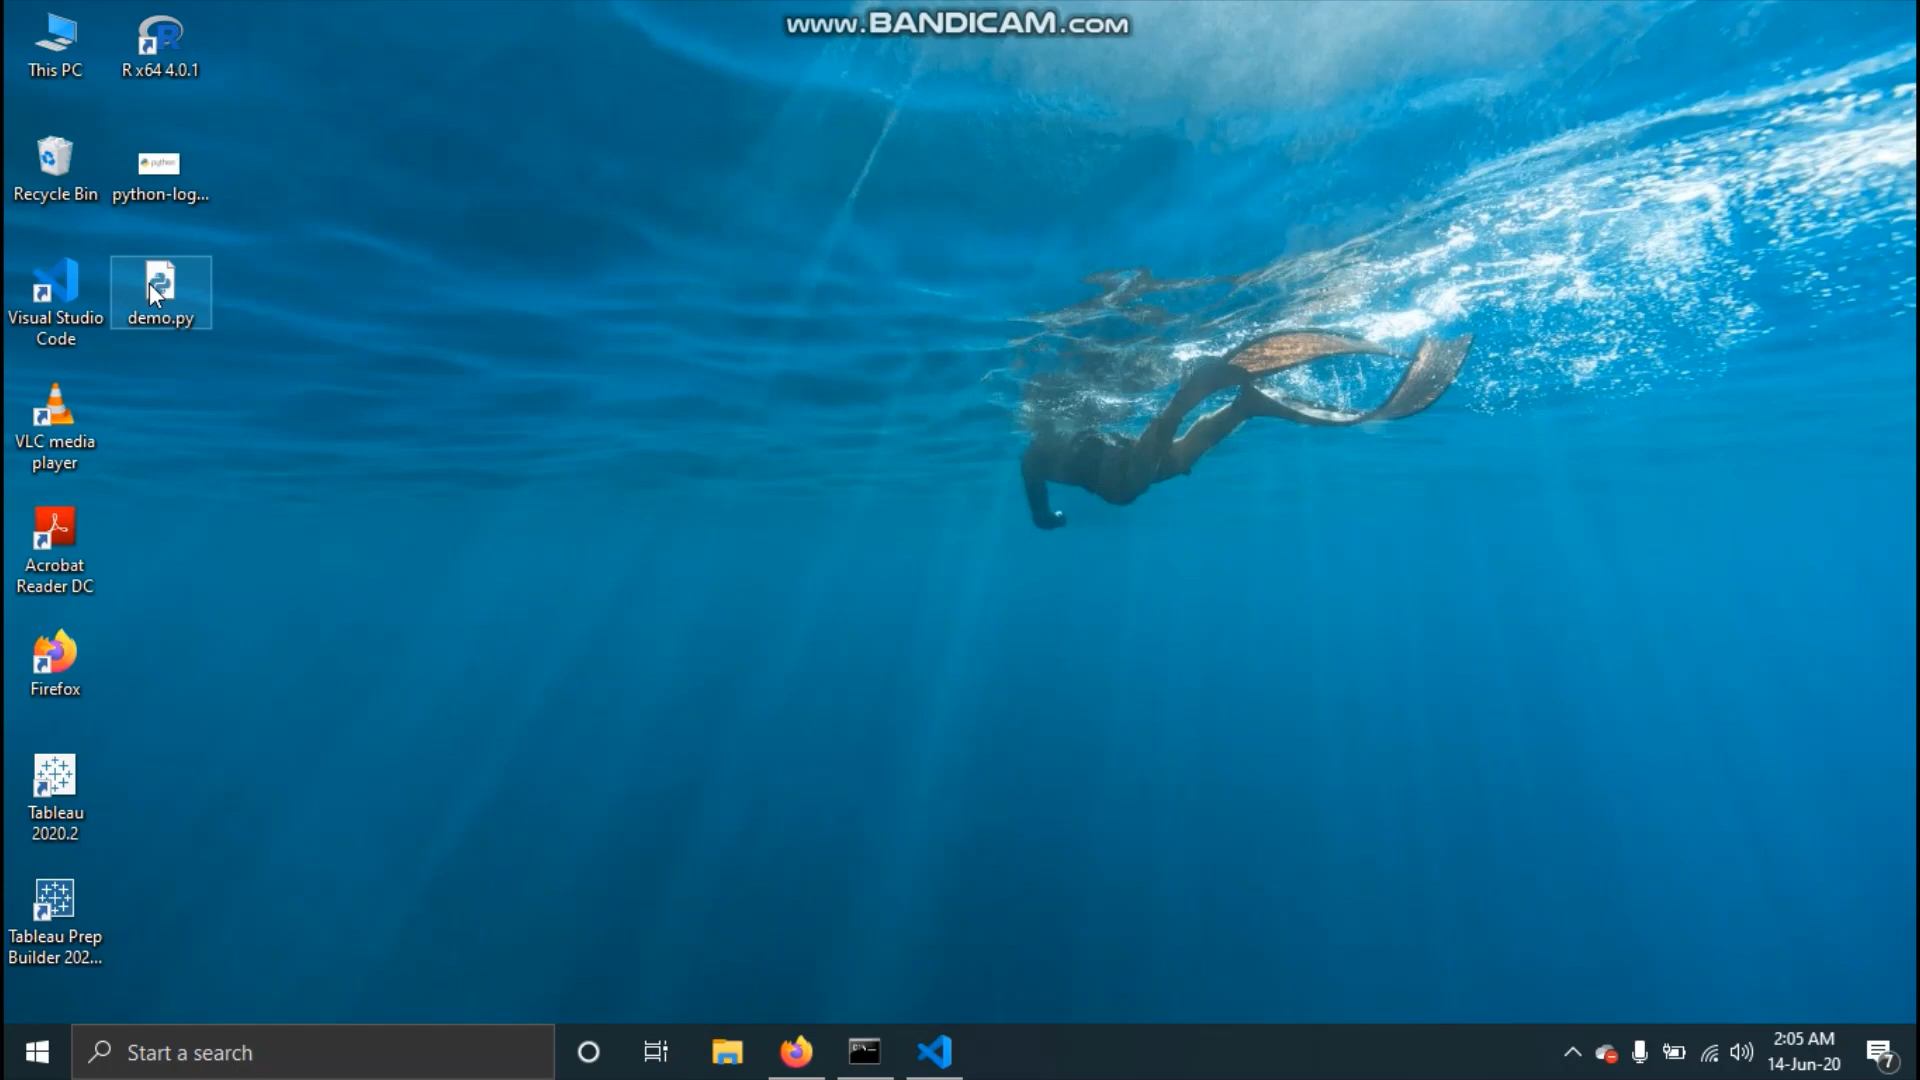 www.BANDICAM.com
This PC
R x64 4.0.1
Recycle Bin
python
python-log...
Visual Studio
Code
demo.py
VLC media
player
Acrobat
Reader DC
Firefox
Tableau
2020.2
Tableau Prep
Builder 202...
Start a search
2:05 AM
14-Jun-20
7